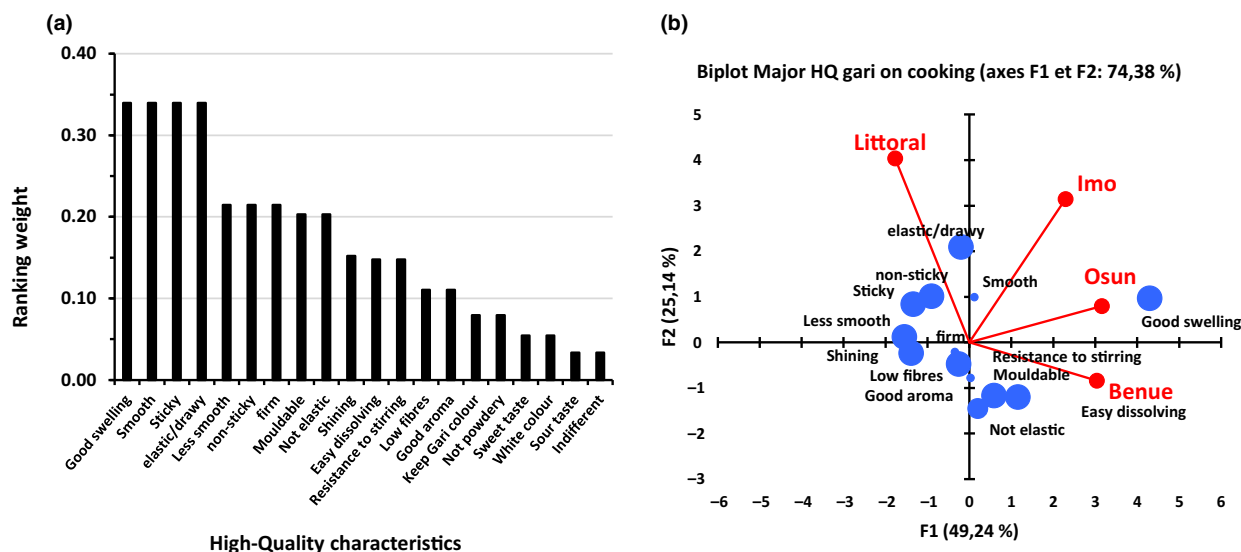 (a)
0.40
0.30
0.20
0.10
0.00
Ranking weight
Good swelling
Smooth
Sticky
elastic/drawy
Less smooth
non-sticky
firm
Mouldable
Not elastic
Shining
Easy dissolving
Resistance to stirring
Low fibres
Good aroma
Keep Gari colour
Not powdery
Sweet taste
White colour
Sour taste
Indifferent
High-Quality characteristics
(b)
Biplot Major HQ gari on cooking (axes F1 et F2: 74,38 %)
5
4
3
2
1
0
–1
–2
–3
F2 (25,14 %)
Littoral
Imo
elastic/drawy
non-sticky
Smooth
Osun
Sticky
Good swelling
Less smooth
firm
Shining
Resistance to stirring
Low fibres
Mouldable
Good aroma
Benue
Easy dissolving
Not elastic
–6 –5 –4 –3 –2 –1 0 1 2 3 4 5 6
F1 (49,24 %)